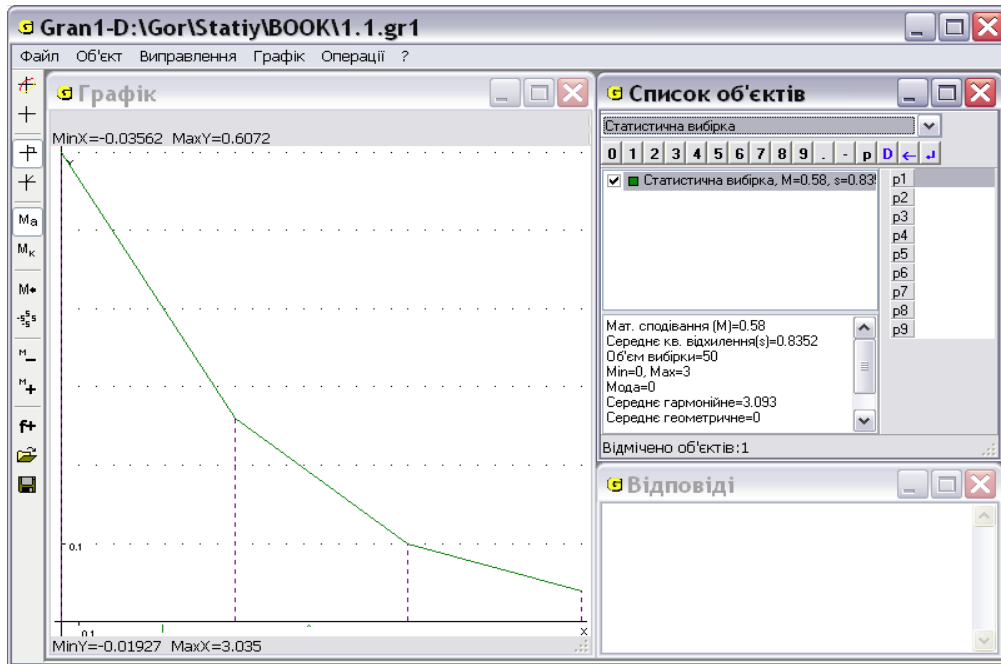 Gran1-D:\Gor\Statiy\BOOK\1.1.gr1
Файл Об'єкт Виправлення Графік Операції ?
Графік
MinX=-0.03562 MaxY=0.6072
Y
0.1
0.1
X
MinY=-0.01927 MaxX=3.035
Ma
Mк
M
-s s s s
M
M
f+
Список об'єктів
Статистична вибірка
0 1 2 3 4 5 6 7 8 9 . - p D
Статистична вибірка, M=0.58, s=0.835
p1
p2
p3
p4
p5
p6
p7
p8
p9
Мат. сподівання (M)=0.58
Середнє кв. відхилення(s)=0.8352
Об'єм вибірки=50
Min=0, Max=3
Мода=0
Середнє гармонійне=3.093
Середнє геометричне=0
Відмічено об'єктів:1
Відповіді